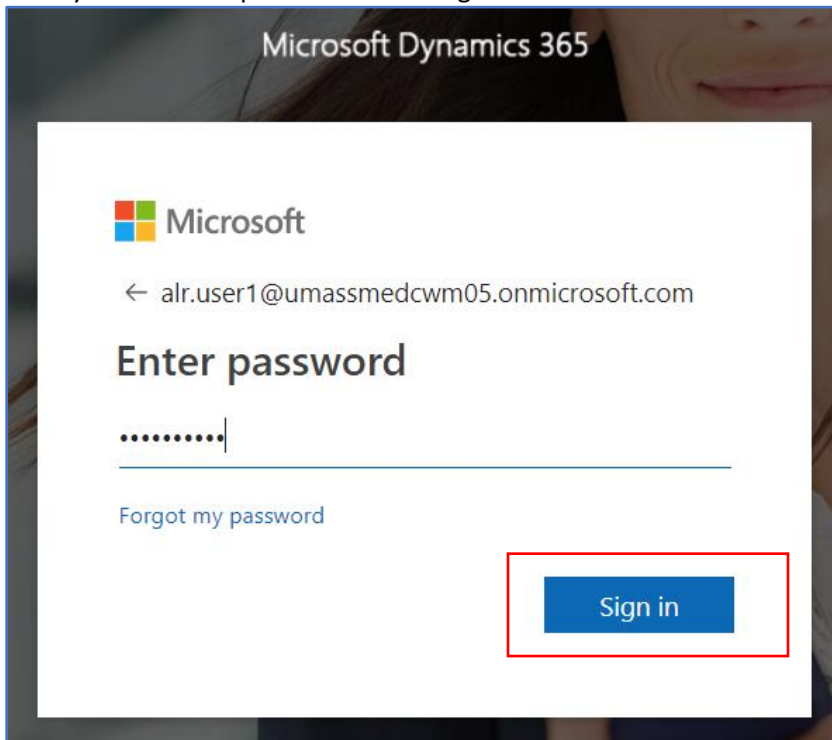 Microsoft Dynamics 365
Microsoft
← alr.user1@umassmedcwm05.onmicrosoft.com
Enter password
••••••••••
Forgot my password
Sign in